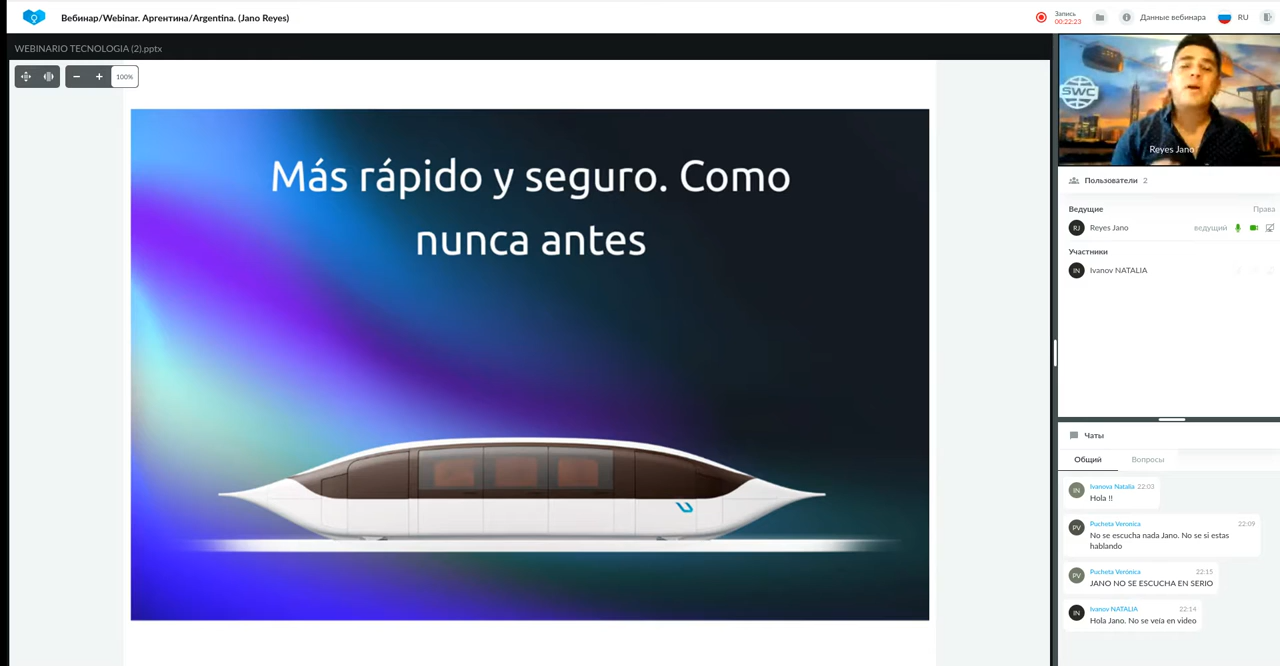 Вебинар/Webinar. Аргентина/Argentina. (Jano Reyes)
Запись
00:22:23
Данные вебинара
RU
WEBINARIO TECNOLOGIA (2).pptx
100%
Más rápido y seguro. Como
nunca antes
SWC
Reyes Jano
Пользователи 2
Ведущие Права
RJ Reyes Jano ведущий
Участники
IN Ivanov NATALIA
Чаты
Общий Вопросы
IN Ivanova Natalia 22:03
Hola !!
PV Pucheta Veronica 22:09
No se escucha nada Jano. No se si estas
hablando
PV Pucheta Verónica 22:15
JANO NO SE ESCUCHA EN SERIO
IN Ivanov NATALIA 22:14
Hola Jano. No se veía en video